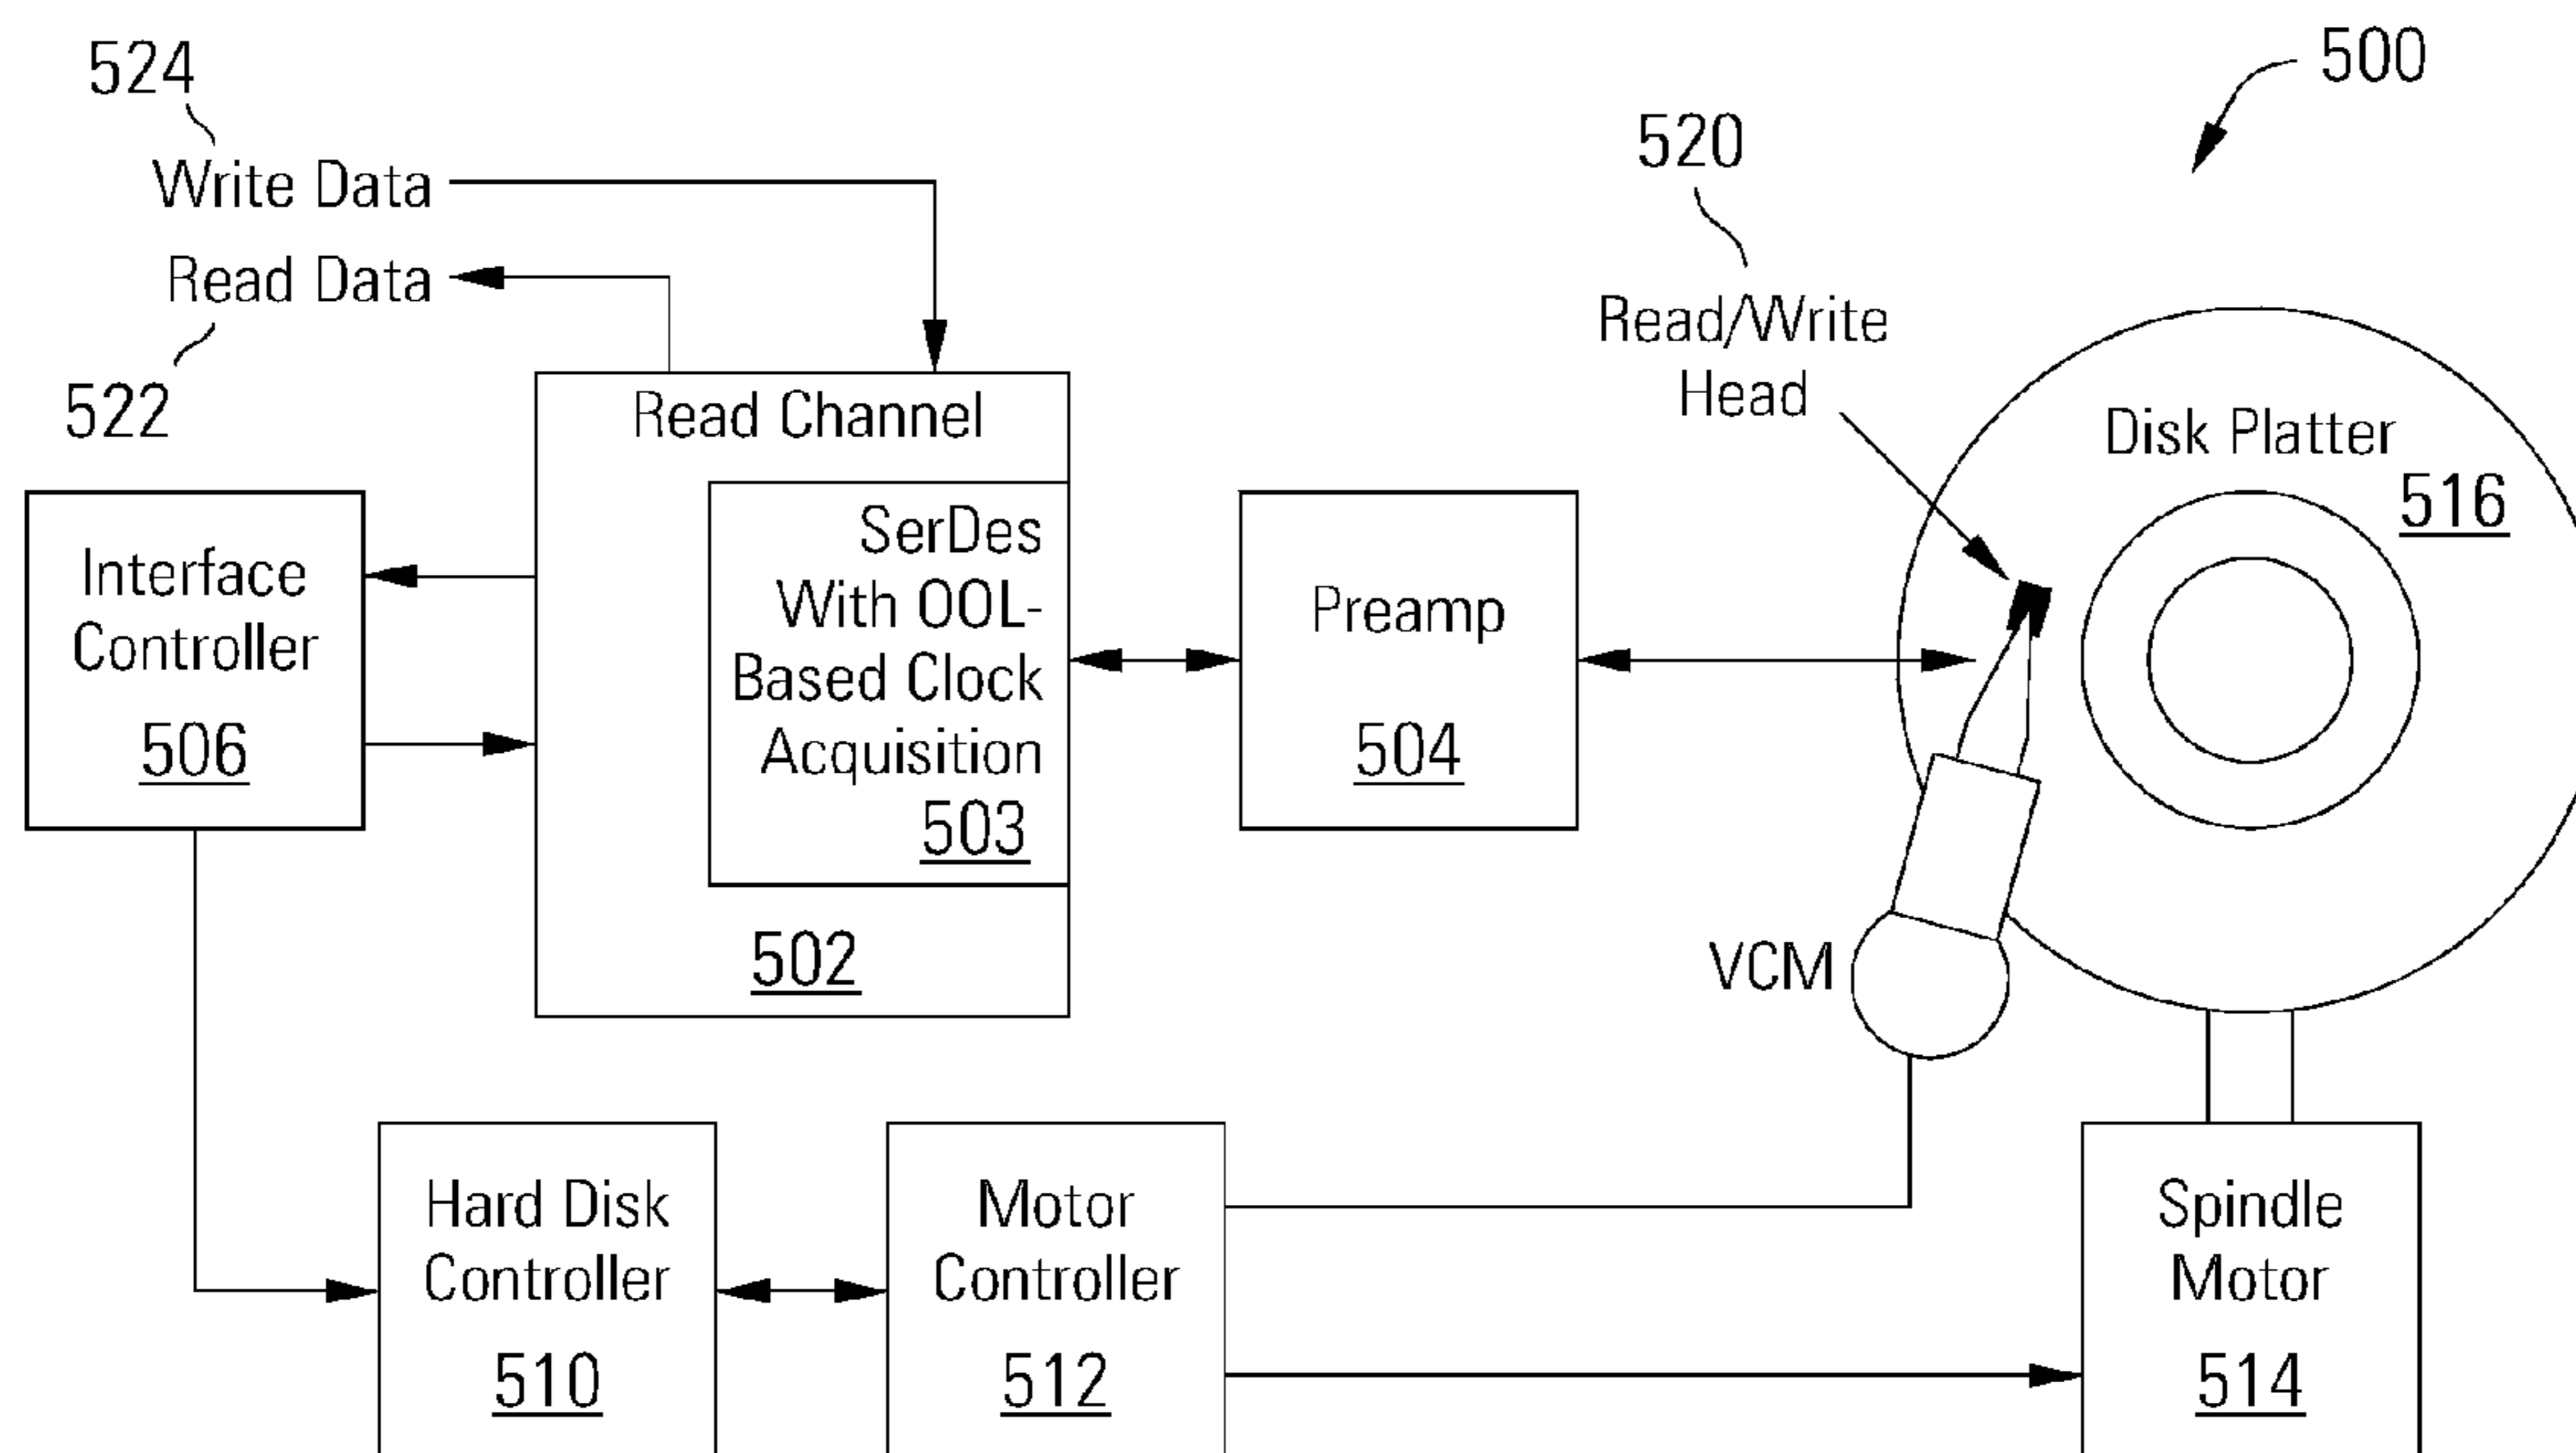 524
Write Data
Read Data
522
500
520
Read/Write
Head
Disk Platter
516
Read Channel
SerDes
With OOL-
Based Clock
Acquisition
503
502
Interface
Controller
506
Preamp
504
VCM
Hard Disk
Controller
510
Motor
Controller
512
Spindle
Motor
514